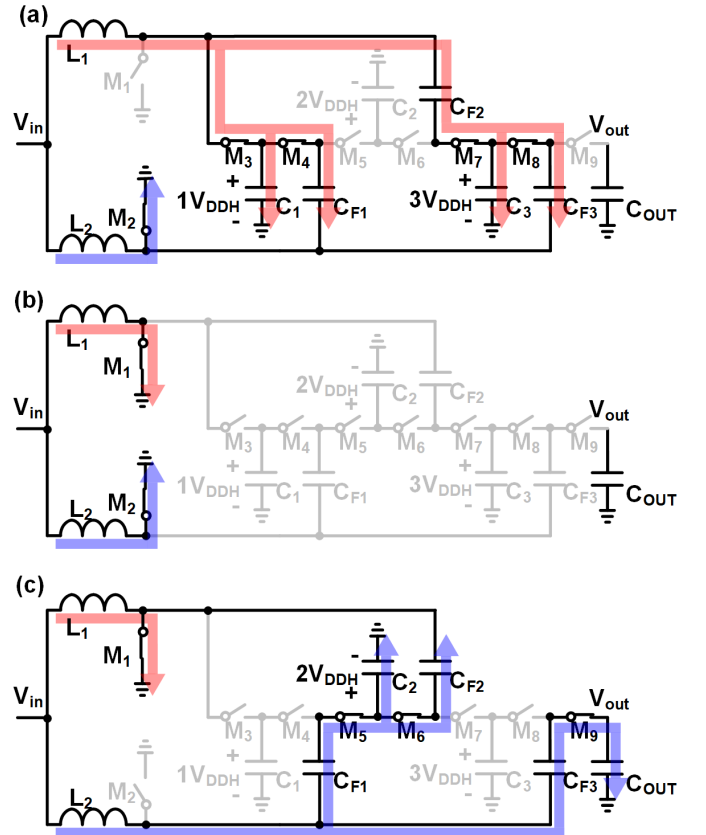 (a)
L1
M1
2VDDH
-
+
C2
CF2
Vin
Vout
M3
M4
M5
M6
M7
M8
M9
+
1VDDH
-
C1
CF1
+
3VDDH
-
C3
CF3
COUT
M2
L2
(b)
L1
M1
2VDDH
-
+
C2
CF2
Vin
Vout
M3
M4
M5
M6
M7
M8
M9
+
1VDDH
-
C1
CF1
+
3VDDH
-
C3
CF3
COUT
M2
L2
(c)
L1
M1
2VDDH
-
+
C2
CF2
Vin
Vout
M3
M4
M5
M6
M7
M8
M9
+
1VDDH
-
C1
CF1
+
3VDDH
-
C3
CF3
COUT
M2
L2